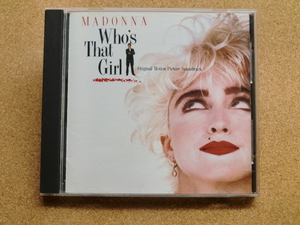 MADONNA
Who's
That
Girl
Original Motion Picture Soundtrack